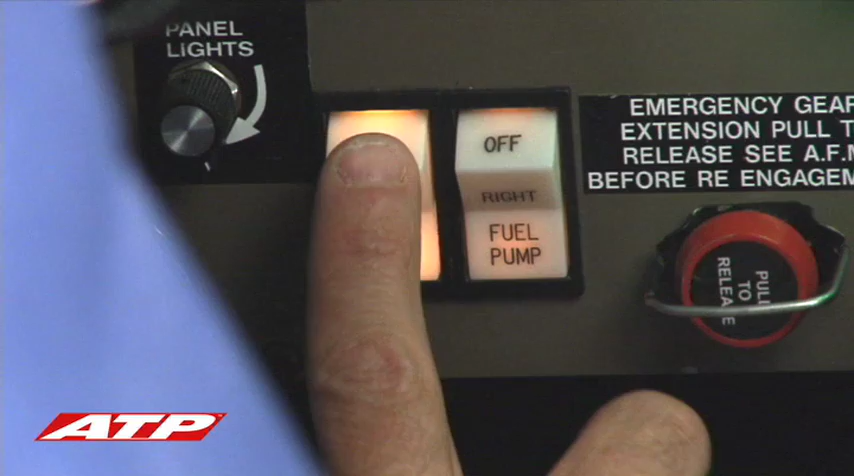 PANEL
LIGHTS
OFF
RIGHT
FUEL
PUMP
EMERGENCY GEAR
EXTENSION PULL
RELEASE SEE A.F.M
BEFORE RE ENGAGEM
PULL
TO
RELEASE
ATP